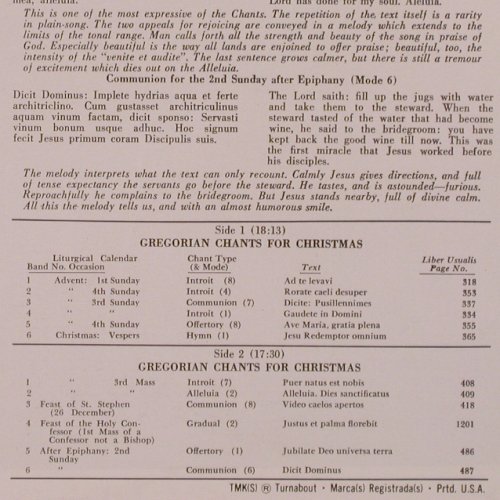 mea, alleluia. Lord has done for my soul. Alleluia.
This is one of the most expressive of the Chants. The repetition of the text itself is a rarity
in plain-song. The two appeals for rejoicing are conveyed in a melody which extends to the
limits of the tonal range. Man calls forth all the strength and beauty of the song in praise of
God. Especially beautiful is the way all lands are enjoined to offer praise; beautiful, too, the
intensity of the "venite et audite". The last sentence grows calmer, but there is still a tremour
of excitement which dies out on the Alleluia.
Communion for the 2nd Sunday after Epiphany (Mode 6)
Dicit Dominus: Implete hydrias aqua et ferte
architriclino. Cum gustasset architriculinus
aquam vinum factam, dicit sponso: Servasti
vinum bonum usque adhuc. Hoc signum
fecit Jesus primum coram Discipulis suis.
The Lord saith: fill up the jugs with water
and take them to the steward. When the
steward tasted of the water that had become
wine, he said to the bridegroom: you have
kept back the good wine till now. This was
the first miracle that Jesus worked before
his disciples.
The melody interprets what the text can only recount. Calmly Jesus gives directions, and full
of tense expectancy the servants go before the steward. He tastes, and is astounded—furious.
Reproachfully he complains to the bridegroom. But Jesus stands nearby, full of divine calm.
All this the melody tells us, and with an almost humorous smile.
Side 1 (18:13)
GREGORIAN CHANTS FOR CHRISTMAS
Liturgical Calendar Chant Type Liber Usualis
Band No. Occasion (& Mode) Text Page No.
1 Advent: 1st Sunday Introit (8) Ad te levavi 318
2 " 4th Sunday Introit (4) Rorate caeli desuper 353
3 " 3rd Sunday Communion (7) Dicite: Pusillennimes 337
4 " " Introit (1) Gaudete in Domini 334
5 " 4th Sunday Offertory (8) Ave Maria, gratia plena 355
6 Christmas: Vespers Hymn (1) Jesu Redemptor omnium 365
Side 2 (17:30)
GREGORIAN CHANTS FOR CHRISTMAS
1 " 3rd Mass Introit (7) Puer natus est nobis 408
2 " " Alleluia (2) Alleluia. Dies sanctificatus 409
3 Feast of St. Stephen Communion (8) Video caelos apertos 418
(26 December)
4 Feast of the Holy Con- Gradual (2) Justus et palma florebit 1201
fessor (1st Mass of a
Confessor not a Bishop)
5 After Epiphany: 2nd Offertory (1) Jubilate Deo universa terra 486
Sunday
6 " Communion (6) Dicit Dominus 487
TMK(S) ® Turnabout • Marca(s) Registrada(s) • Prtd. U.S.A.